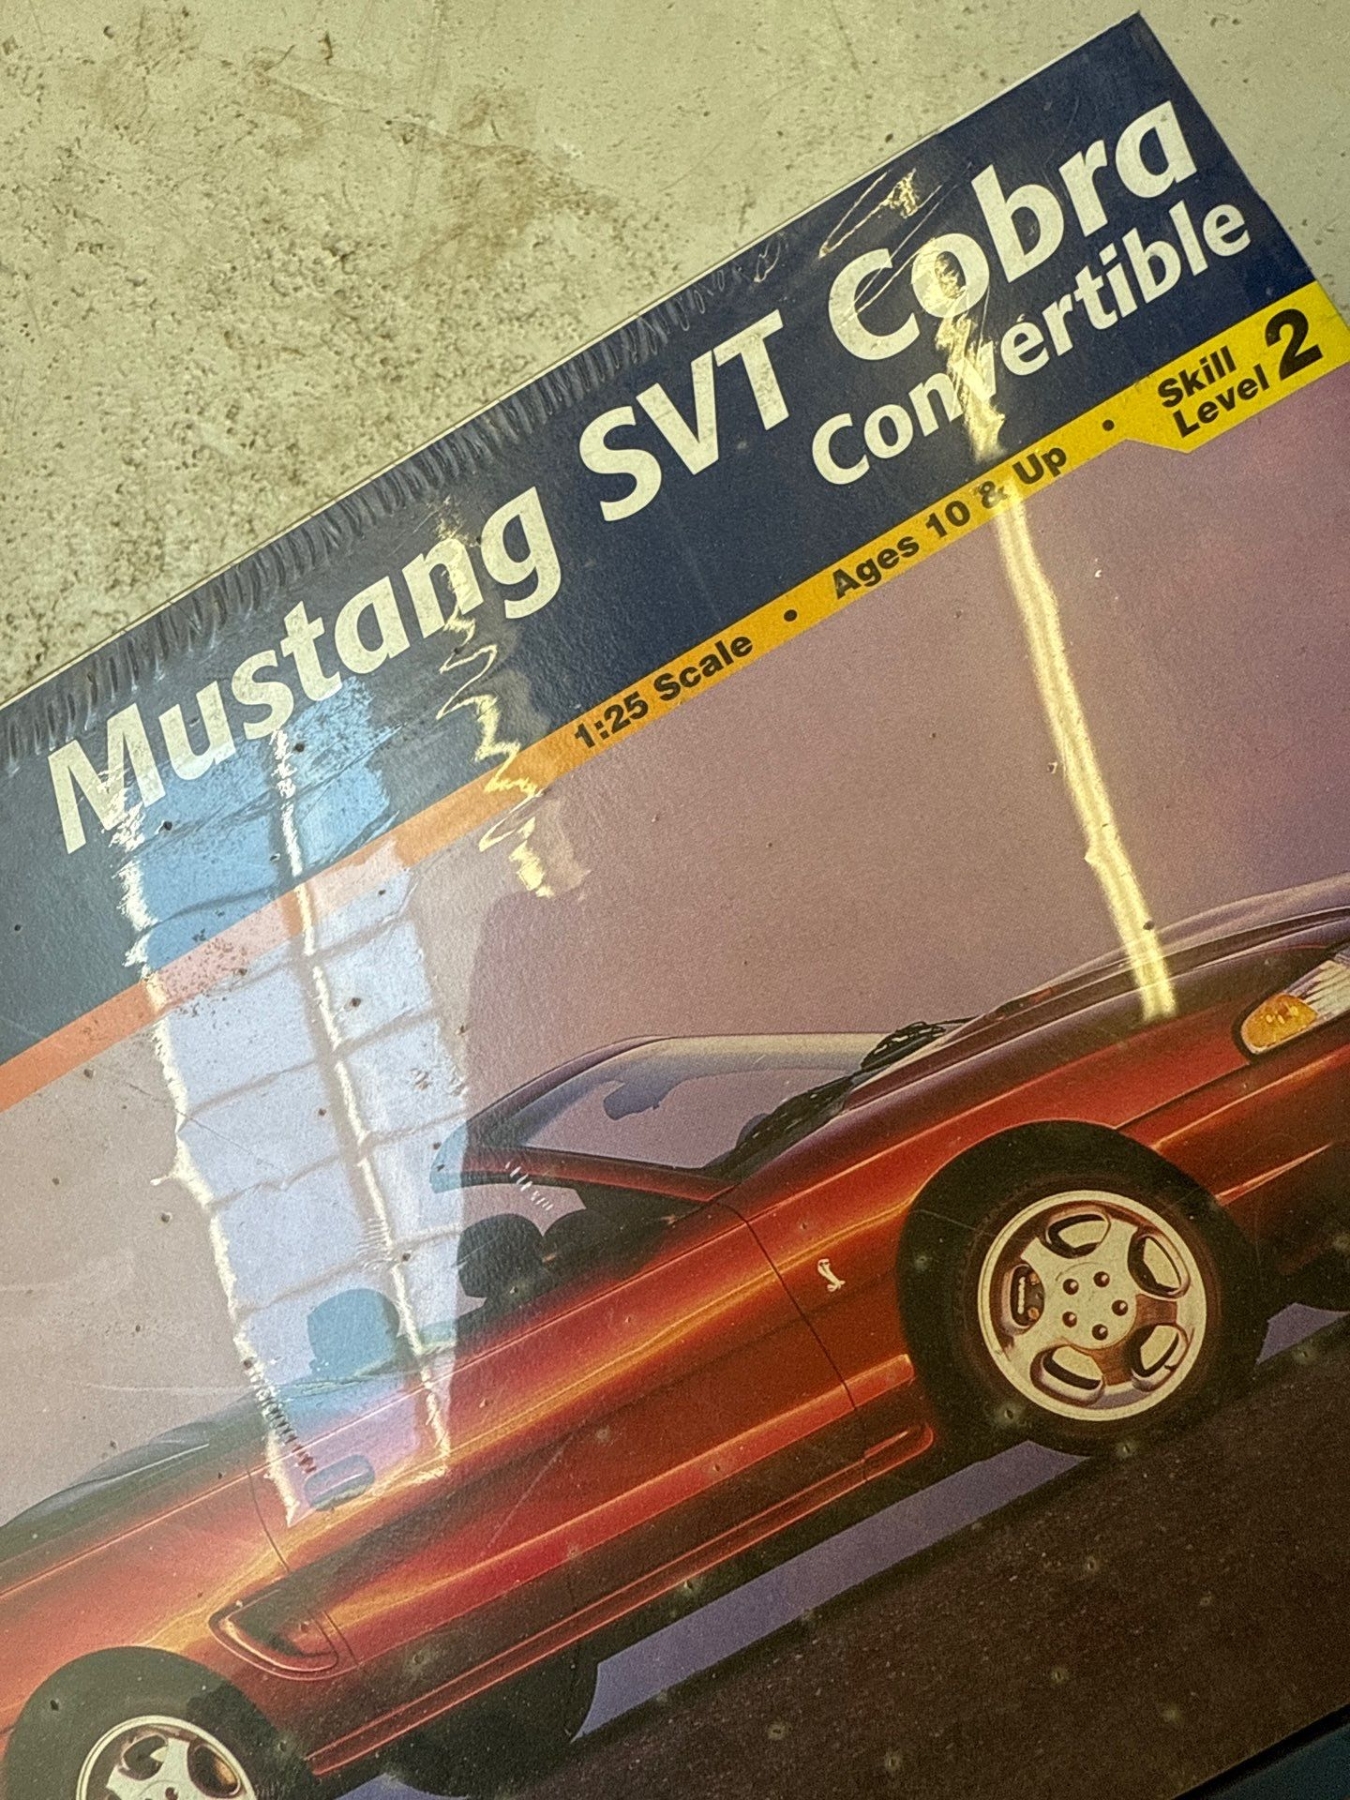 Mustang SVT Cobra
Convertible
1:25 Scale • Ages 10 & Up • Skill Level 2